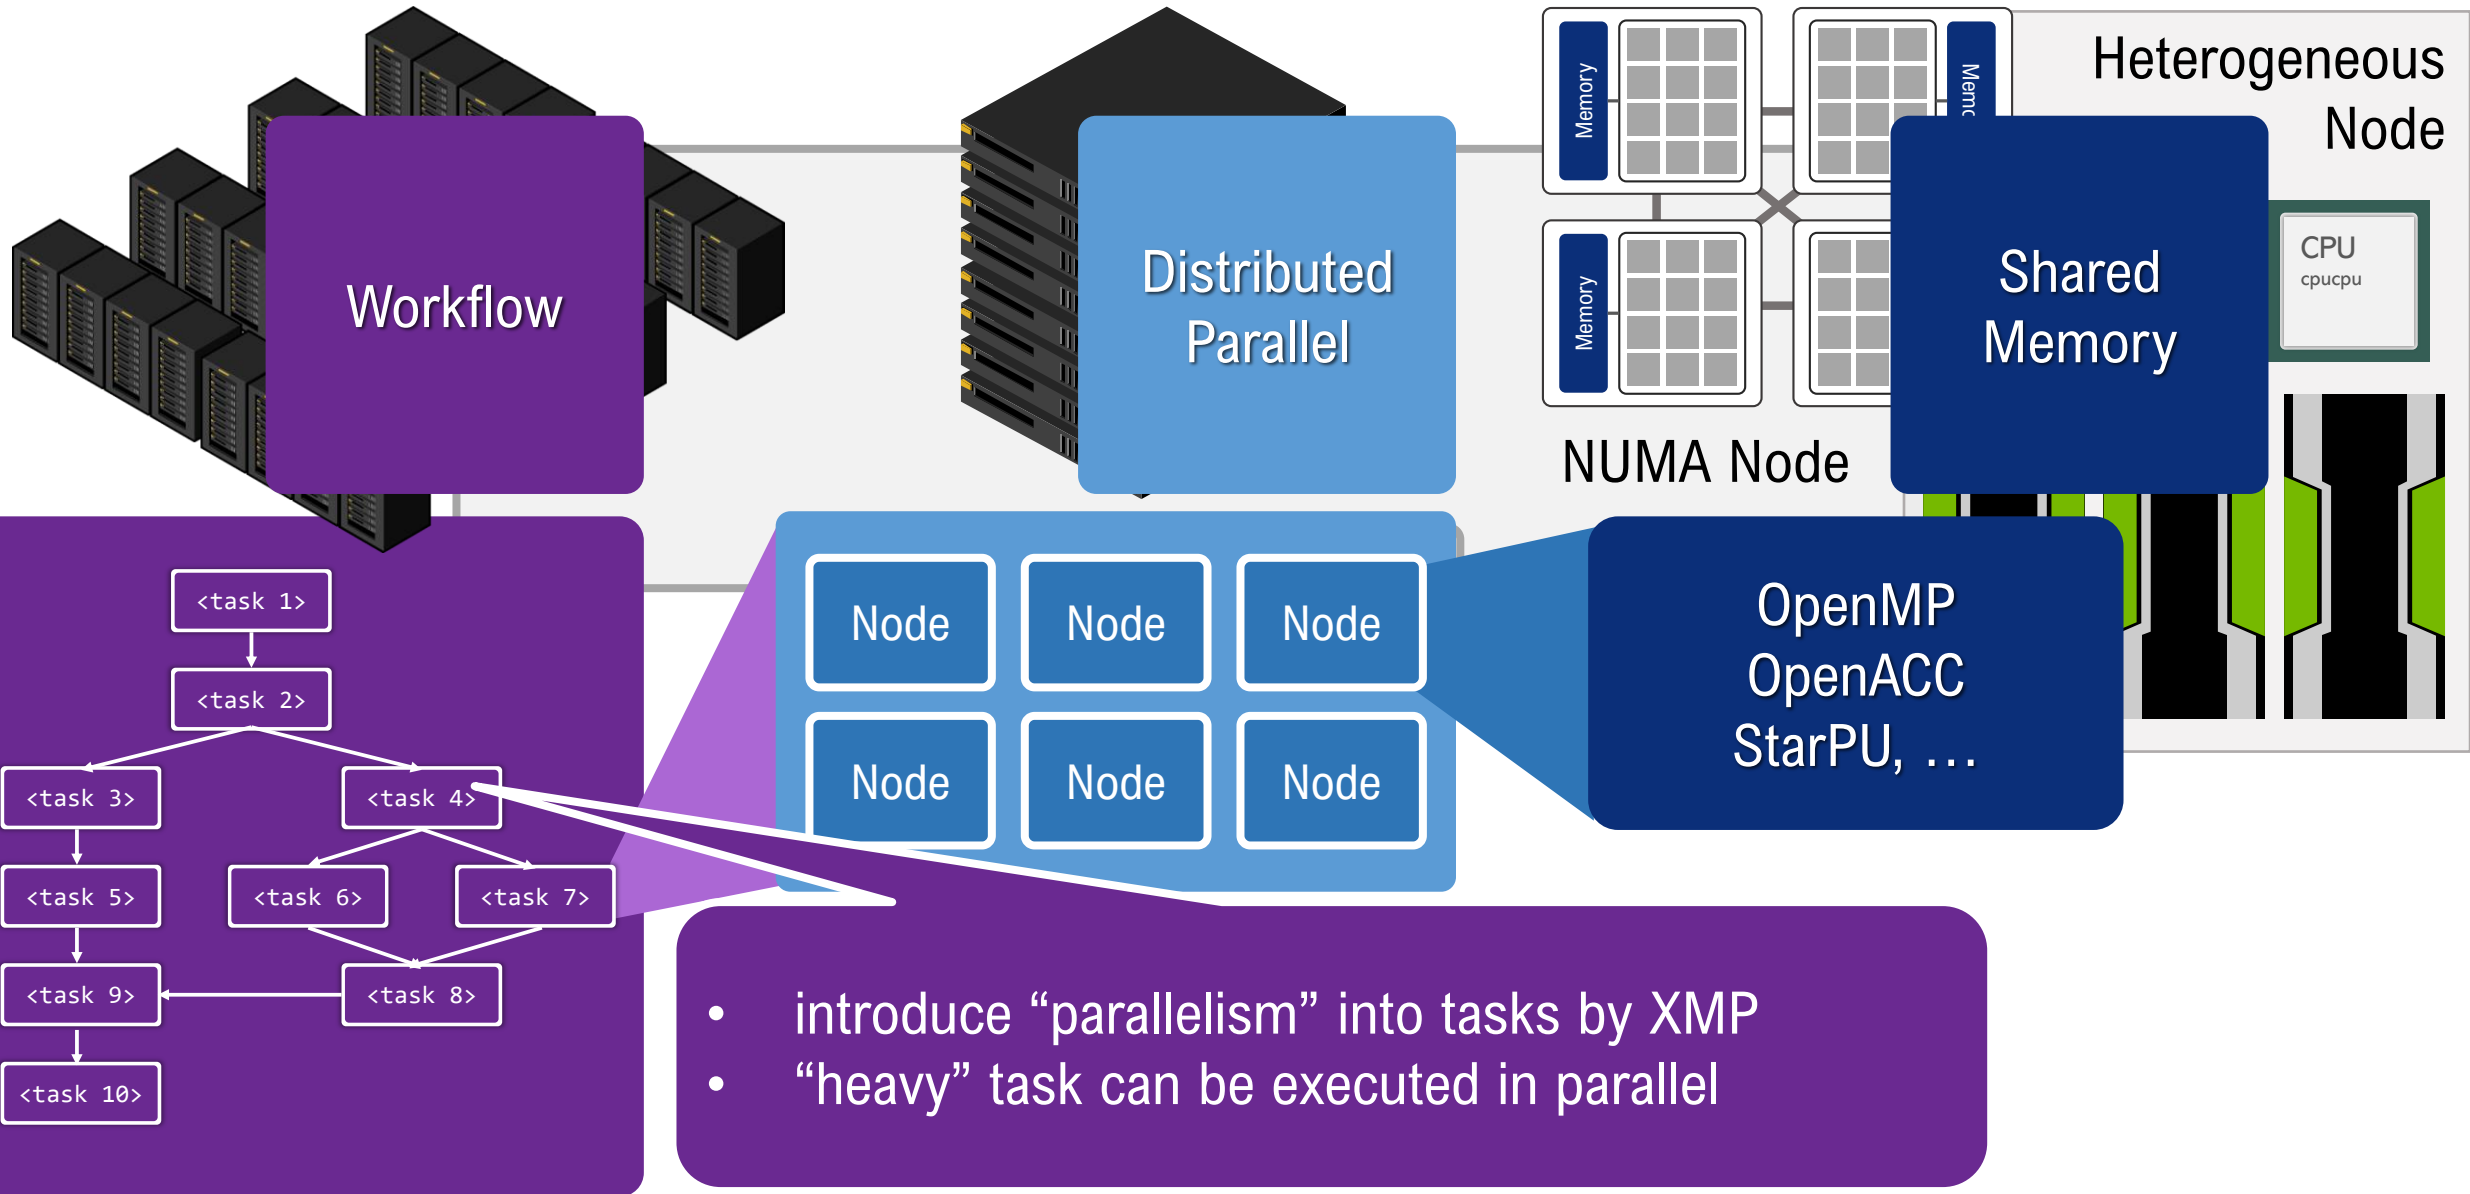 Workflow
Distributed
Parallel
Memory
Memory
NUMA Node
Shared
Memory
Heterogeneous
Node
CPU
cpucpu
<task 1>
<task 2>
<task 3>
<task 4>
<task 5>
<task 6>
<task 7>
<task 9>
<task 8>
<task 10>
Node
Node
Node
Node
Node
Node
OpenMP
OpenACC
StarPU, …
• introduce “parallelism” into tasks by XMP
• “heavy” task can be executed in parallel